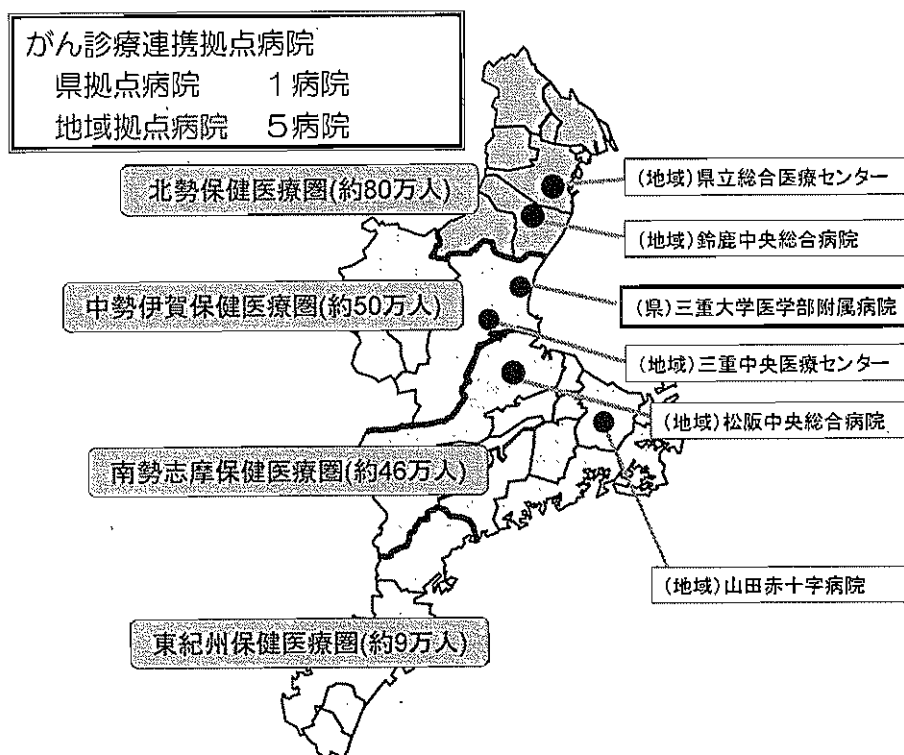 がん診療連携拠点病院
県拠点病院 1病院
地域拠点病院 5病院
北勢保健医療圏(約80万人)
(地域)県立総合医療センター
(地域)鈴鹿中央総合病院
中勢伊賀保健医療圏(約50万人)
(県)三重大学医学部附属病院
(地域)三重中央医療センター
(地域)松阪中央総合病院
南勢志摩保健医療圏(約46万人)
(地域)山田赤十字病院
東紀州保健医療圏(約9万人)